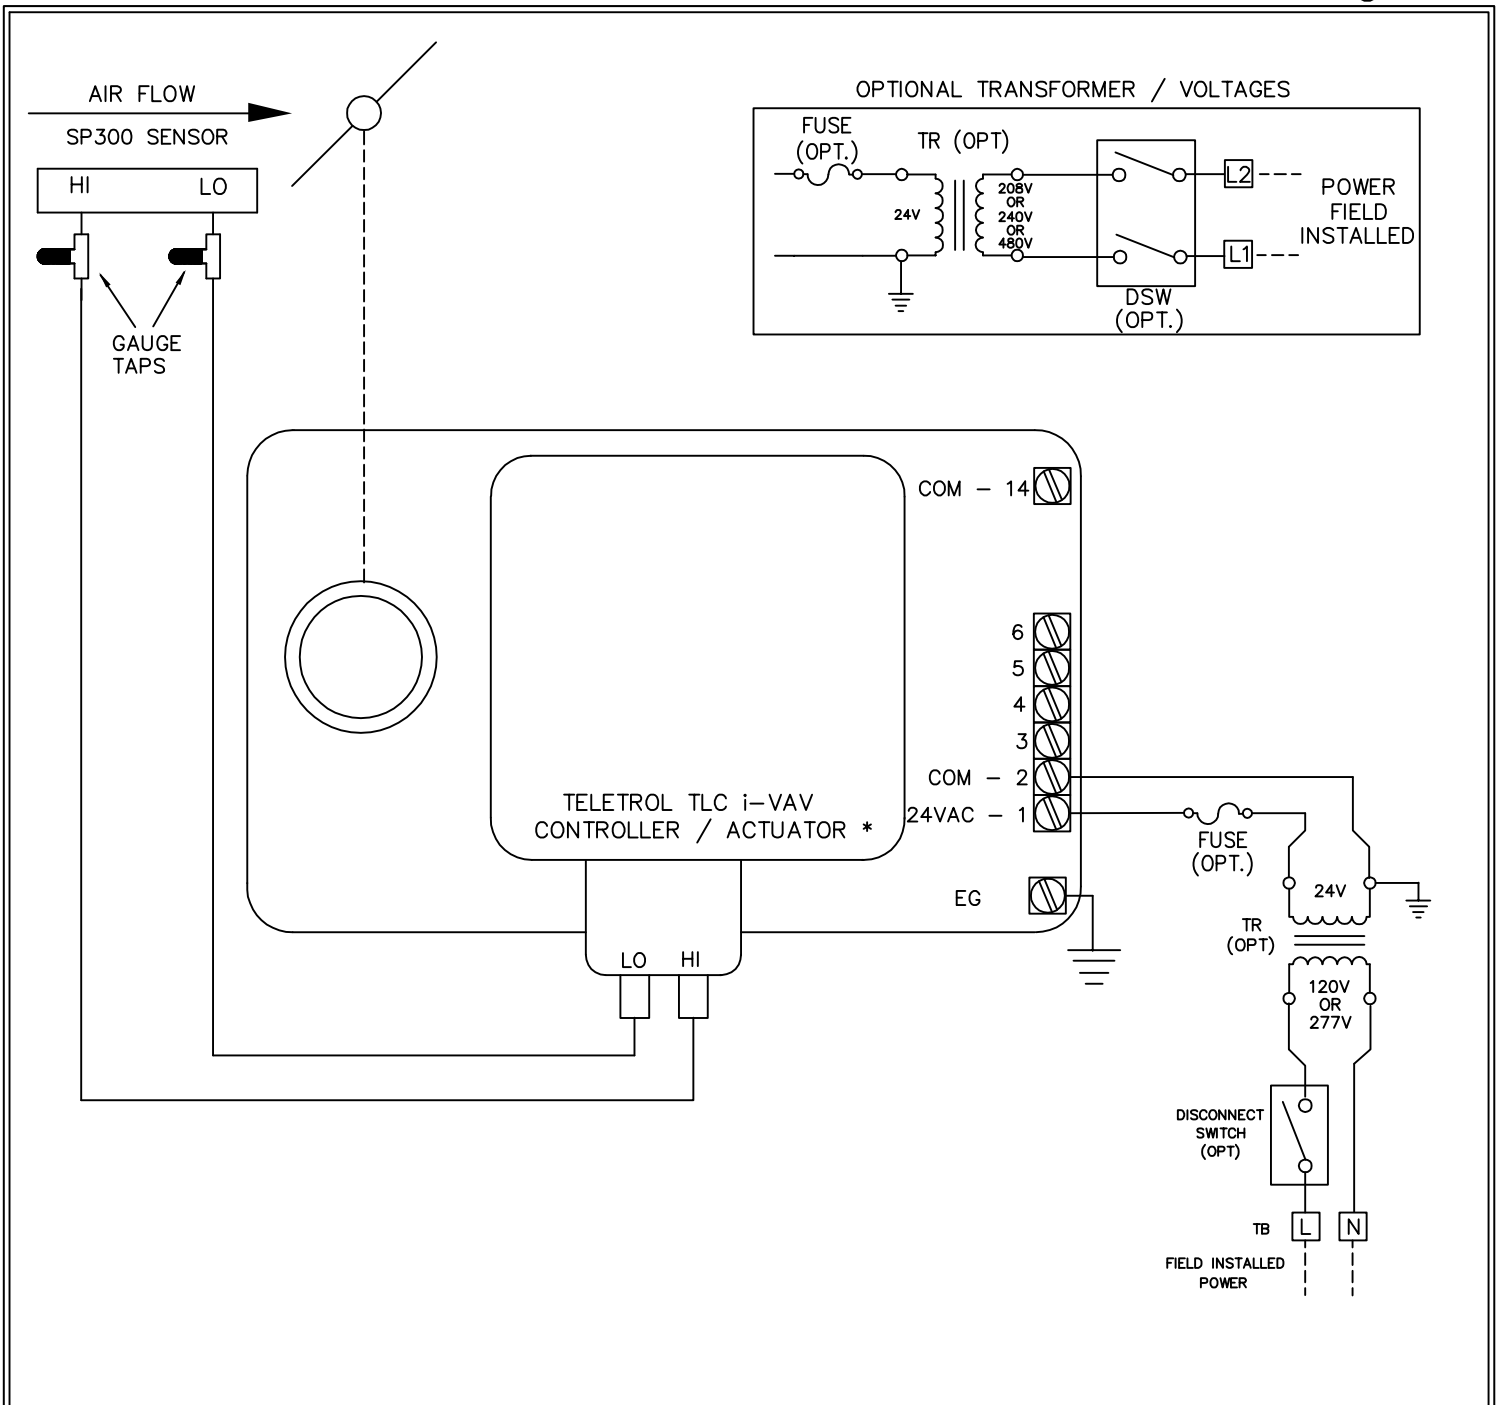 AIR FLOW
SP300 SENSOR
HI
LO
GAUGE
TAPS
OPTIONAL TRANSFORMER / VOLTAGES
FUSE
(OPT.)
TR (OPT)
24V
208V
OR
240V
OR
480V
DSW
(OPT.)
L2
L1
POWER
FIELD
INSTALLED
COM - 14
6
5
4
3
COM - 2
24VAC - 1
EG
TELETROL TLC i-VAV
CONTROLLER / ACTUATOR *
LO
HI
FUSE
(OPT.)
24V
TR
(OPT)
120V
OR
277V
DISCONNECT
SWITCH
(OPT)
TB
L
N
FIELD INSTALLED
POWER